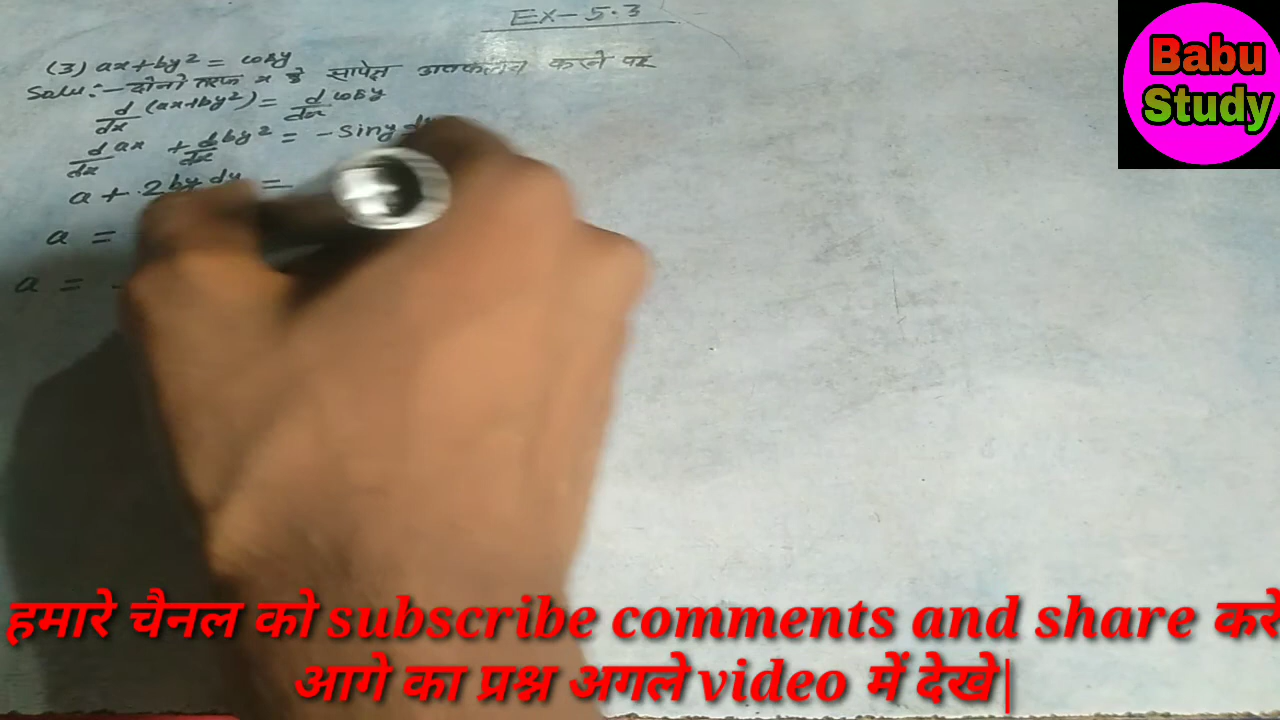 EX-5.3
(3) ax+by² = cosy
Solu:- दोनो तरफ x के सापेक्ष अवकलन करने पर
d/dx (ax+by²) = d/dx cosy
d/dx ax + d/dx by² = -siny dy
a + 2by dy =
a =
a = -
Babu
Study
हमारे चैनल को subscribe comments and share करे
आगे का प्रश्न अगले video में देखे|